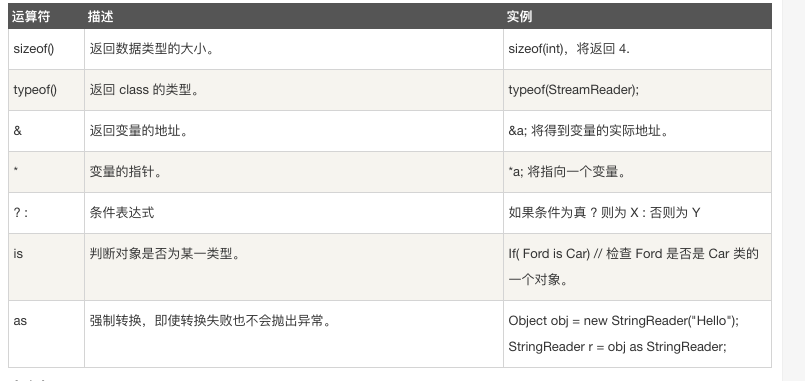 运算符 描述 实例
sizeof() 返回数据类型的大小。 sizeof(int)，将返回 4.
typeof() 返回 class 的类型。 typeof(StreamReader);
& 返回变量的地址。 &a; 将得到变量的实际地址。
* 变量的指针。 *a; 将指向一个变量。
? : 条件表达式 如果条件为真 ? 则为 X : 否则为 Y
is 判断对象是否为某一类型。 If( Ford is Car) // 检查 Ford 是否是 Car 类的
一个对象。
as 强制转换，即使转换失败也不会抛出异常。 Object obj = new StringReader("Hello");
StringReader r = obj as StringReader;